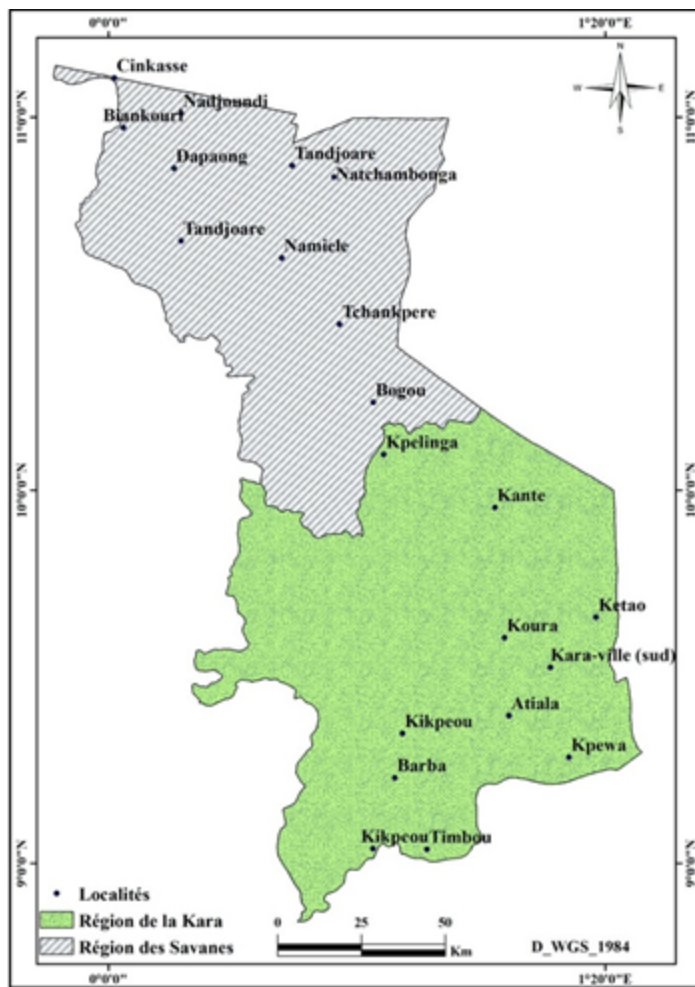 0°0'0"
1°20'0"E
N
W
E
S
11°0'0"N
11°0'0"N
Cinkasse
Nadjoundi
Biankouri
Dapaong
Tandjoare
Natchambonga
Tandjoare
Namiele
Tchankpere
Bogou
Kpelinga
10°0'0"N
10°0'0"N
Kante
Ketao
Koura
Kara-ville (sud)
Atiala
Kikpeou
Kpewa
Barba
Kikpeou
Timbou
9°0'0"N
9°0'0"N
Localités
Région de la Kara
Région des Savanes
0 25 50
Km
D_WGS_1984
0°0'0"
1°20'0"E